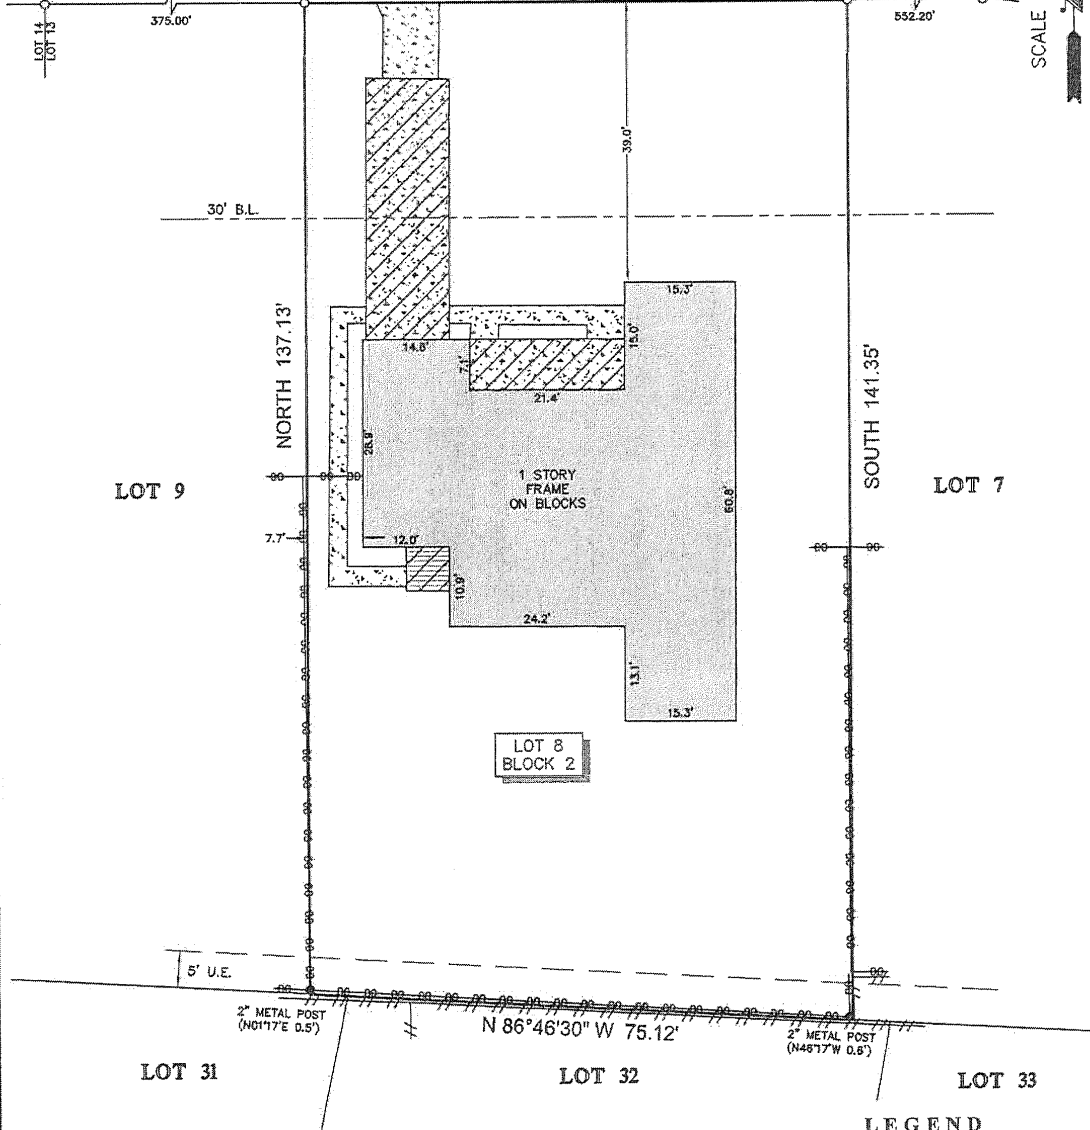 375.00'
552.20'
LOT 14
LOT 13
SCALE
39.0'
30' B.L.
15.3'
NORTH 137.13'
15.0'
14.6'
7.1'
21.4'
SOUTH 141.35'
28.9'
1 STORY
FRAME
ON BLOCKS
60.8'
LOT 9
LOT 7
7.7'
12.0'
10.9'
24.2'
13.1'
15.3'
LOT 8
BLOCK 2
5' U.E.
2" METAL POST
(N01°17'E 0.5')
N 86°46'30" W 75.12'
2" METAL POST
(N46°17'W 0.6')
LOT 31
LOT 32
LOT 33
LEGEND